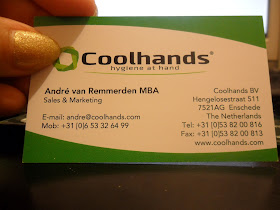 Coolhands®
hygiene at hand
André van Remmerden MBA
Sales & Marketing
E-mail: andre@coolhands.com
Mob: +31 (0)6 53 32 64 99
Coolhands BV
Hengelosestraat 511
7521AG Enschede
The Netherlands
Tel: +31 (0)53 82 00 816
Fax: +31 (0)53 82 00 813
www.coolhands.com